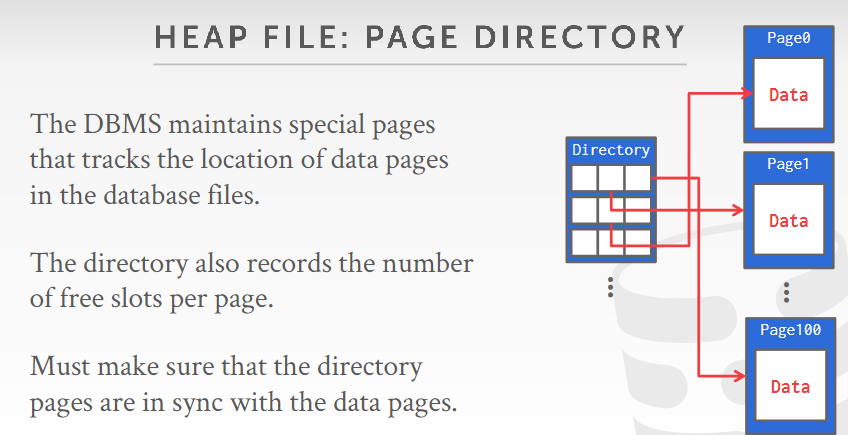 HEAP FILE: PAGE DIRECTORY
The DBMS maintains special pages
that tracks the location of data pages
in the database files.
The directory also records the number
of free slots per page.
Must make sure that the directory
pages are in sync with the data pages.
Directory
Page0
Data
Page1
Data
Page100
Data